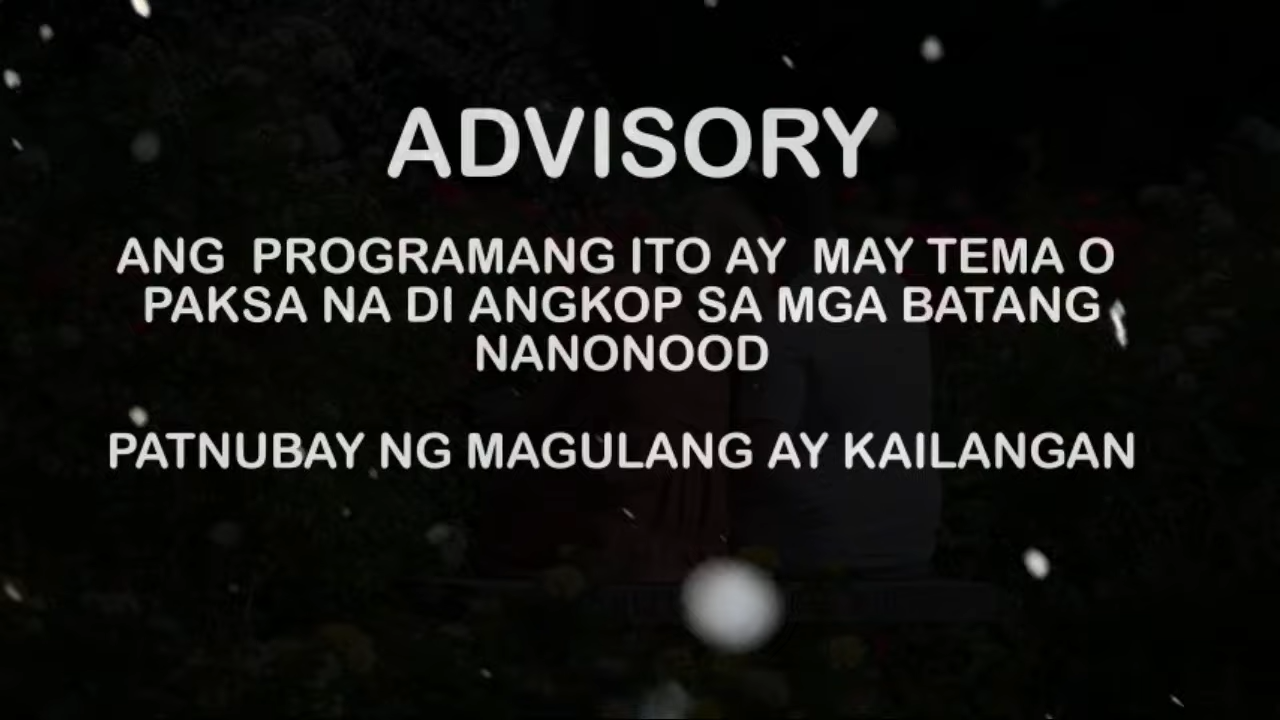 ADVISORY
ANG PROGRAMANG ITO AY MAY TEMA O
PAKSA NA DI ANGKOP SA MGA BATANG
NANONOOD
PATNUBAY NG MAGULANG AY KAILANGAN